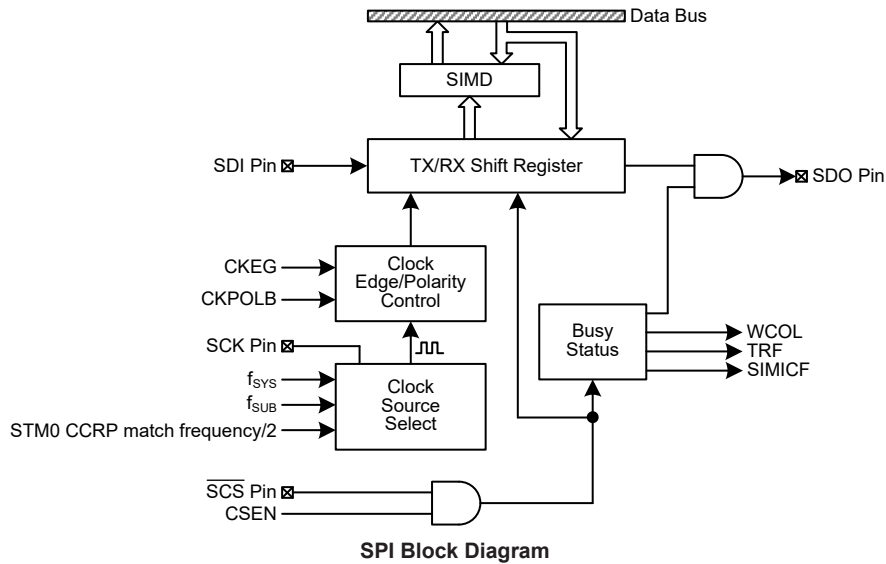 Data Bus
SIMD
SDI Pin
TX/RX Shift Register
SDO Pin
CKEG
CKPOLB
Clock
Edge/Polarity
Control
SCK Pin
Busy
Status
WCOL
TRF
SIMICF
fSYS
fSUB
STM0 CCRP match frequency/2
Clock
Source
Select
SCS Pin
CSEN
SPI Block Diagram